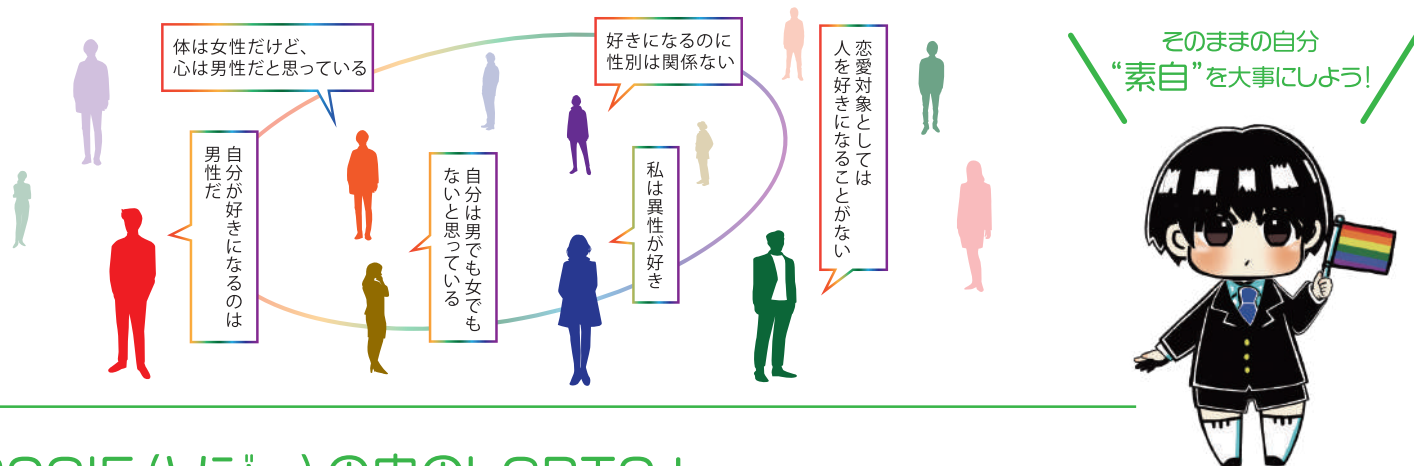 体は女性だけど、
心は男性だと思っている
好きになるのに
性別は関係ない
恋愛対象としては
人を好きになることがない
自分が好きになるのは
男性だ
自分は男でも女でも
ないと思っている
私は異性が好き
そのままの自分
“素自”を大事にしよう!